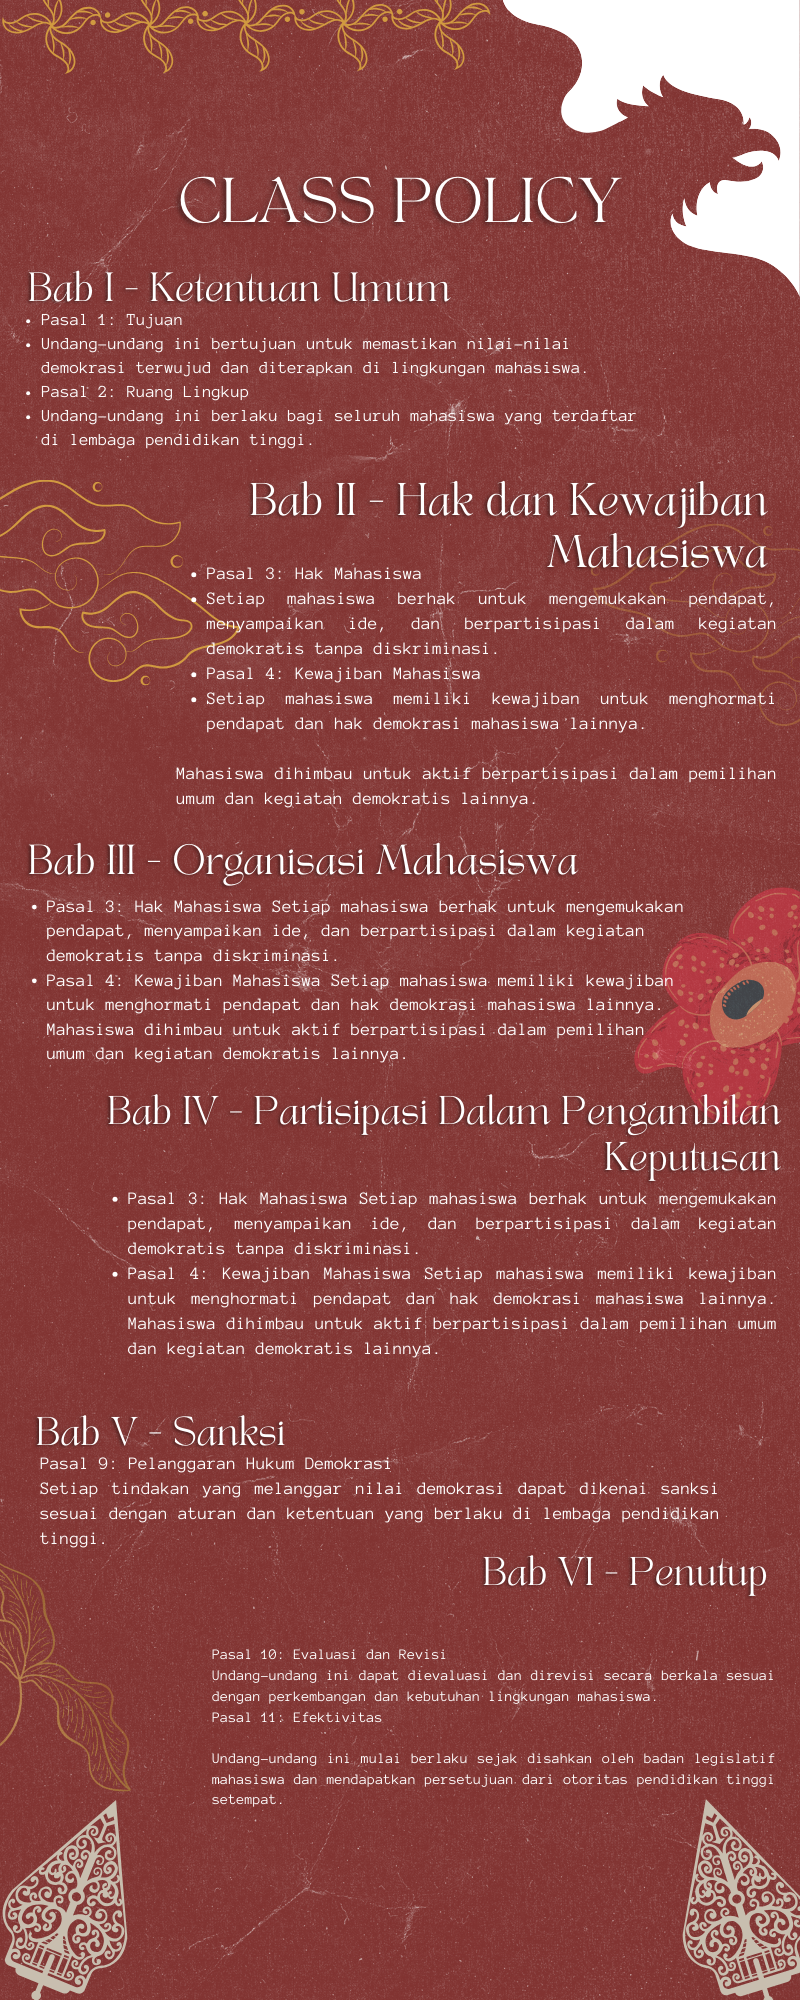 CLASS POLICY
Bab I - Ketentuan Umum
• Pasal 1: Tujuan
• Undang-undang ini bertujuan untuk memastikan nilai-nilai
demokrasi terwujud dan diterapkan di lingkungan mahasiswa.
• Pasal 2: Ruang Lingkup
• Undang-undang ini berlaku bagi seluruh mahasiswa yang terdaftar
di lembaga pendidikan tinggi.
Bab II - Hak dan Kewajiban
Mahasiswa
• Pasal 3: Hak Mahasiswa
• Setiap mahasiswa berhak untuk mengemukakan pendapat,
menyampaikan ide, dan berpartisipasi dalam kegiatan
demokratis tanpa diskriminasi.
• Pasal 4: Kewajiban Mahasiswa
• Setiap mahasiswa memiliki kewajiban untuk menghormati
pendapat dan hak demokrasi mahasiswa lainnya.
Mahasiswa dihimbau untuk aktif berpartisipasi dalam pemilihan
umum dan kegiatan demokratis lainnya.
Bab III - Organisasi Mahasiswa
• Pasal 3: Hak Mahasiswa Setiap mahasiswa berhak untuk mengemukakan
pendapat, menyampaikan ide, dan berpartisipasi dalam kegiatan
demokratis tanpa diskriminasi.
• Pasal 4: Kewajiban Mahasiswa Setiap mahasiswa memiliki kewajiban
untuk menghormati pendapat dan hak demokrasi mahasiswa lainnya.
Mahasiswa dihimbau untuk aktif berpartisipasi dalam pemilihan
umum dan kegiatan demokratis lainnya.
Bab IV - Partisipasi Dalam Pengambilan
Keputusan
• Pasal 3: Hak Mahasiswa Setiap mahasiswa berhak untuk mengemukakan
pendapat, menyampaikan ide, dan berpartisipasi dalam kegiatan
demokratis tanpa diskriminasi.
• Pasal 4: Kewajiban Mahasiswa Setiap mahasiswa memiliki kewajiban
untuk menghormati pendapat dan hak demokrasi mahasiswa lainnya.
Mahasiswa dihimbau untuk aktif berpartisipasi dalam pemilihan umum
dan kegiatan demokratis lainnya.
Bab V - Sanksi
Pasal 9: Pelanggaran Hukum Demokrasi
Setiap tindakan yang melanggar nilai demokrasi dapat dikenai sanksi
sesuai dengan aturan dan ketentuan yang berlaku di lembaga pendidikan
tinggi.
Bab VI - Penutup
Pasal 10: Evaluasi dan Revisi
Undang-undang ini dapat dievaluasi dan direvisi secara berkala sesuai
dengan perkembangan dan kebutuhan lingkungan mahasiswa.
Pasal 11: Efektivitas
Undang-undang ini mulai berlaku sejak disahkan oleh badan legislatif
mahasiswa dan mendapatkan persetujuan dari otoritas pendidikan tinggi
setempat.